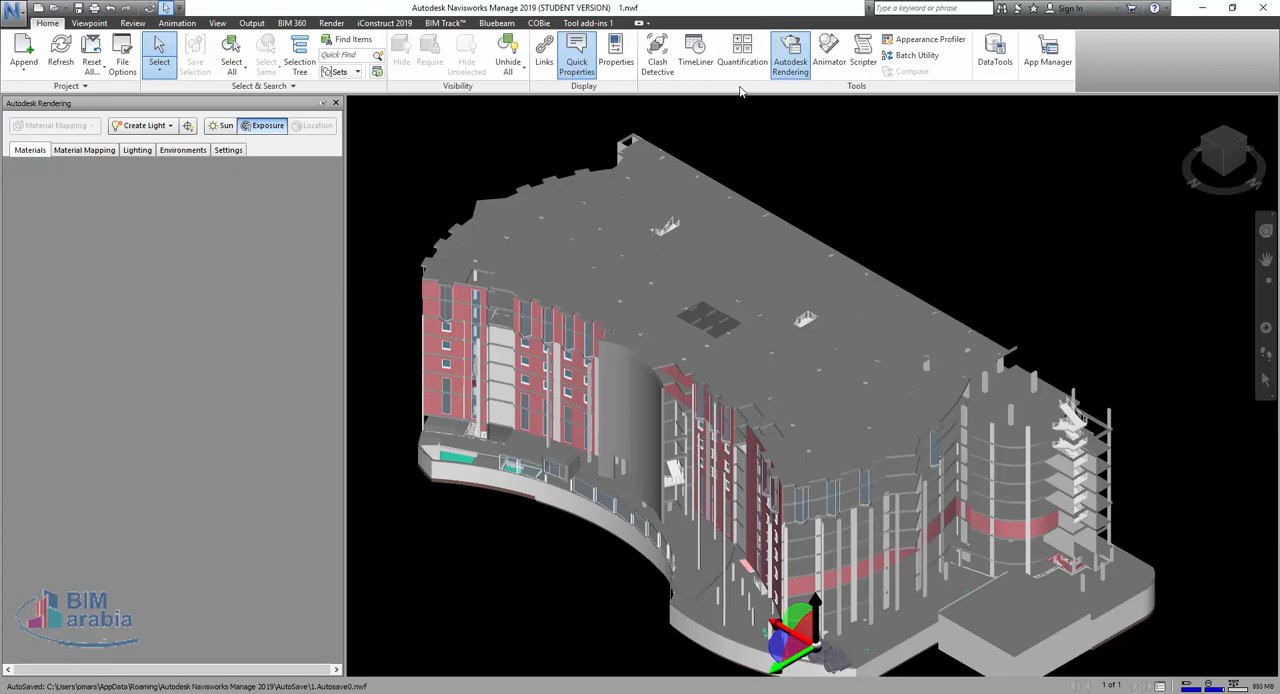 Autodesk Navisworks Manage 2019 (STUDENT VERSION) 1.nwf
Type a keyword or phrase
Sign In
Home Viewpoint Review Animation View Output BIM 360 Render iConstruct 2019 BIM Track™ Bluebeam COBie Tool add-ins 1
Append
Refresh
Reset All...
File Options
Select
Save Selection
Select All
Select Same
Selection Tree
Find Items
Quick Find
Sets
Hide
Require
Hide Unselected
Unhide All
Links
Quick Properties
Properties
Clash Detective
TimeLiner
Quantification
Autodesk Rendering
Animator
Scripter
Appearance Profiler
Batch Utility
Compare
DataTools
App Manager
Project Select & Search Visibility Display Tools
Autodesk Rendering
Material Mapping Create Light Sun Exposure Location
Materials Material Mapping Lighting Environments Settings
BIM
arabia
AutoSaved: C:\Users\omars\AppData\Roaming\Autodesk Navisworks Manage 2019\AutoSave\1.Autosave0.nwf
1 of 1
893 MB